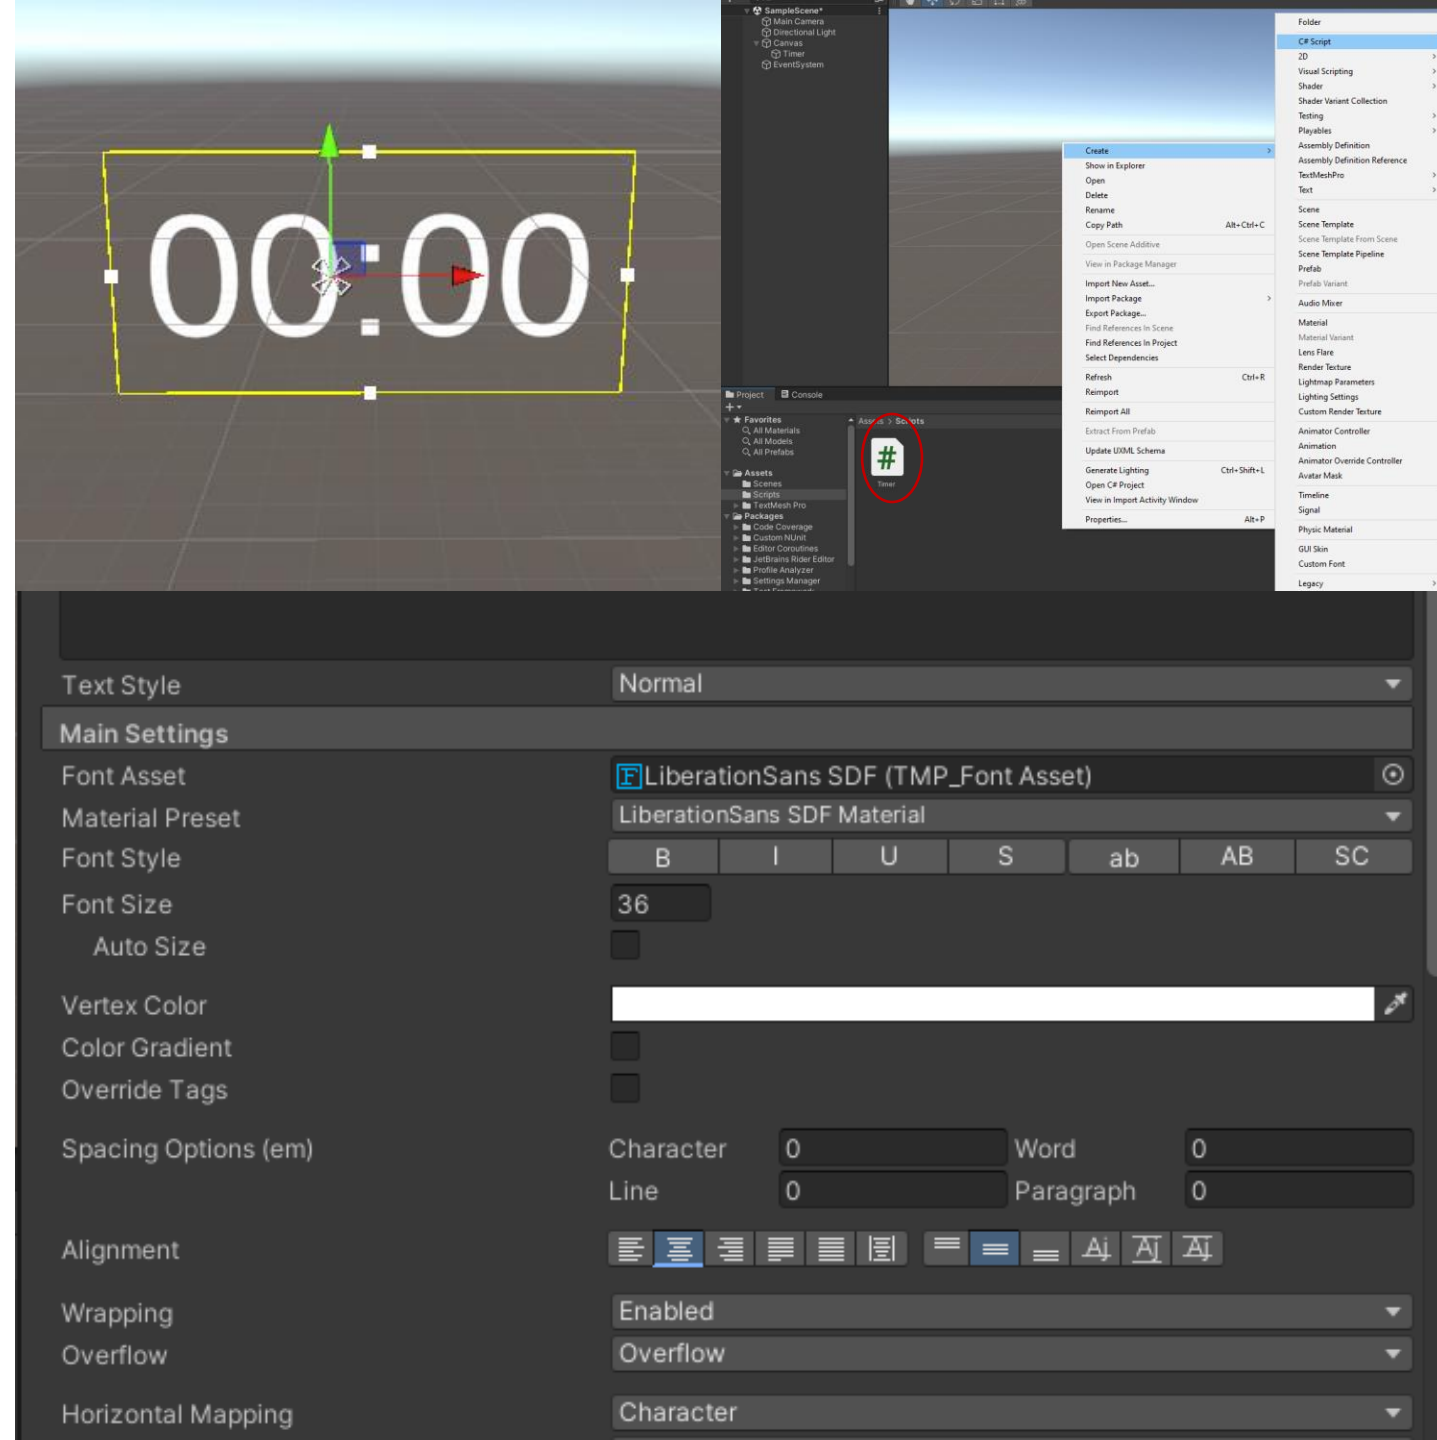 00:00
SampleScene*
Main Camera
Directional Light
Canvas
Timer
EventSystem
Create
Show in Explorer
Open
Delete
Rename
Copy Path Alt+Ctrl+C
Open Scene Additive
View in Package Manager
Import New Asset...
Import Package
Export Package...
Find References In Scene
Find References In Project
Select Dependencies
Refresh Ctrl+R
Reimport
Reimport All
Extract From Prefab
Update UXML Schema
Generate Lighting Ctrl+Shift+L
Open C# Project
View in Import Activity Window
Properties... Alt+P
Folder
C# Script
2D
Visual Scripting
Shader
Shader Variant Collection
Testing
Playables
Assembly Definition
Assembly Definition Reference
TextMeshPro
Text
Scene
Scene Template
Scene Template From Scene
Scene Template Pipeline
Prefab
Prefab Variant
Audio Mixer
Material
Material Variant
Lens Flare
Render Texture
Lightmap Parameters
Lighting Settings
Custom Render Texture
Animator Controller
Animation
Animator Override Controller
Avatar Mask
Timeline
Signal
Physic Material
GUI Skin
Custom Font
Legacy
Project Console
Favorites
All Materials
All Models
All Prefabs
Assets
Scenes
Scripts
TextMesh Pro
Packages
Code Coverage
Custom NUnit
Editor Coroutines
JetBrains Rider Editor
Profile Analyzer
Settings Manager
Assets > Scripts
#
Timer
Text Style Normal
Main Settings
Font Asset F LiberationSans SDF (TMP_Font Asset)
Material Preset LiberationSans SDF Material
Font Style B I U S ab AB SC
Font Size 36
Auto Size
Vertex Color
Color Gradient
Override Tags
Spacing Options (em) Character 0 Word 0
Line 0 Paragraph 0
Alignment
Wrapping Enabled
Overflow Overflow
Horizontal Mapping Character